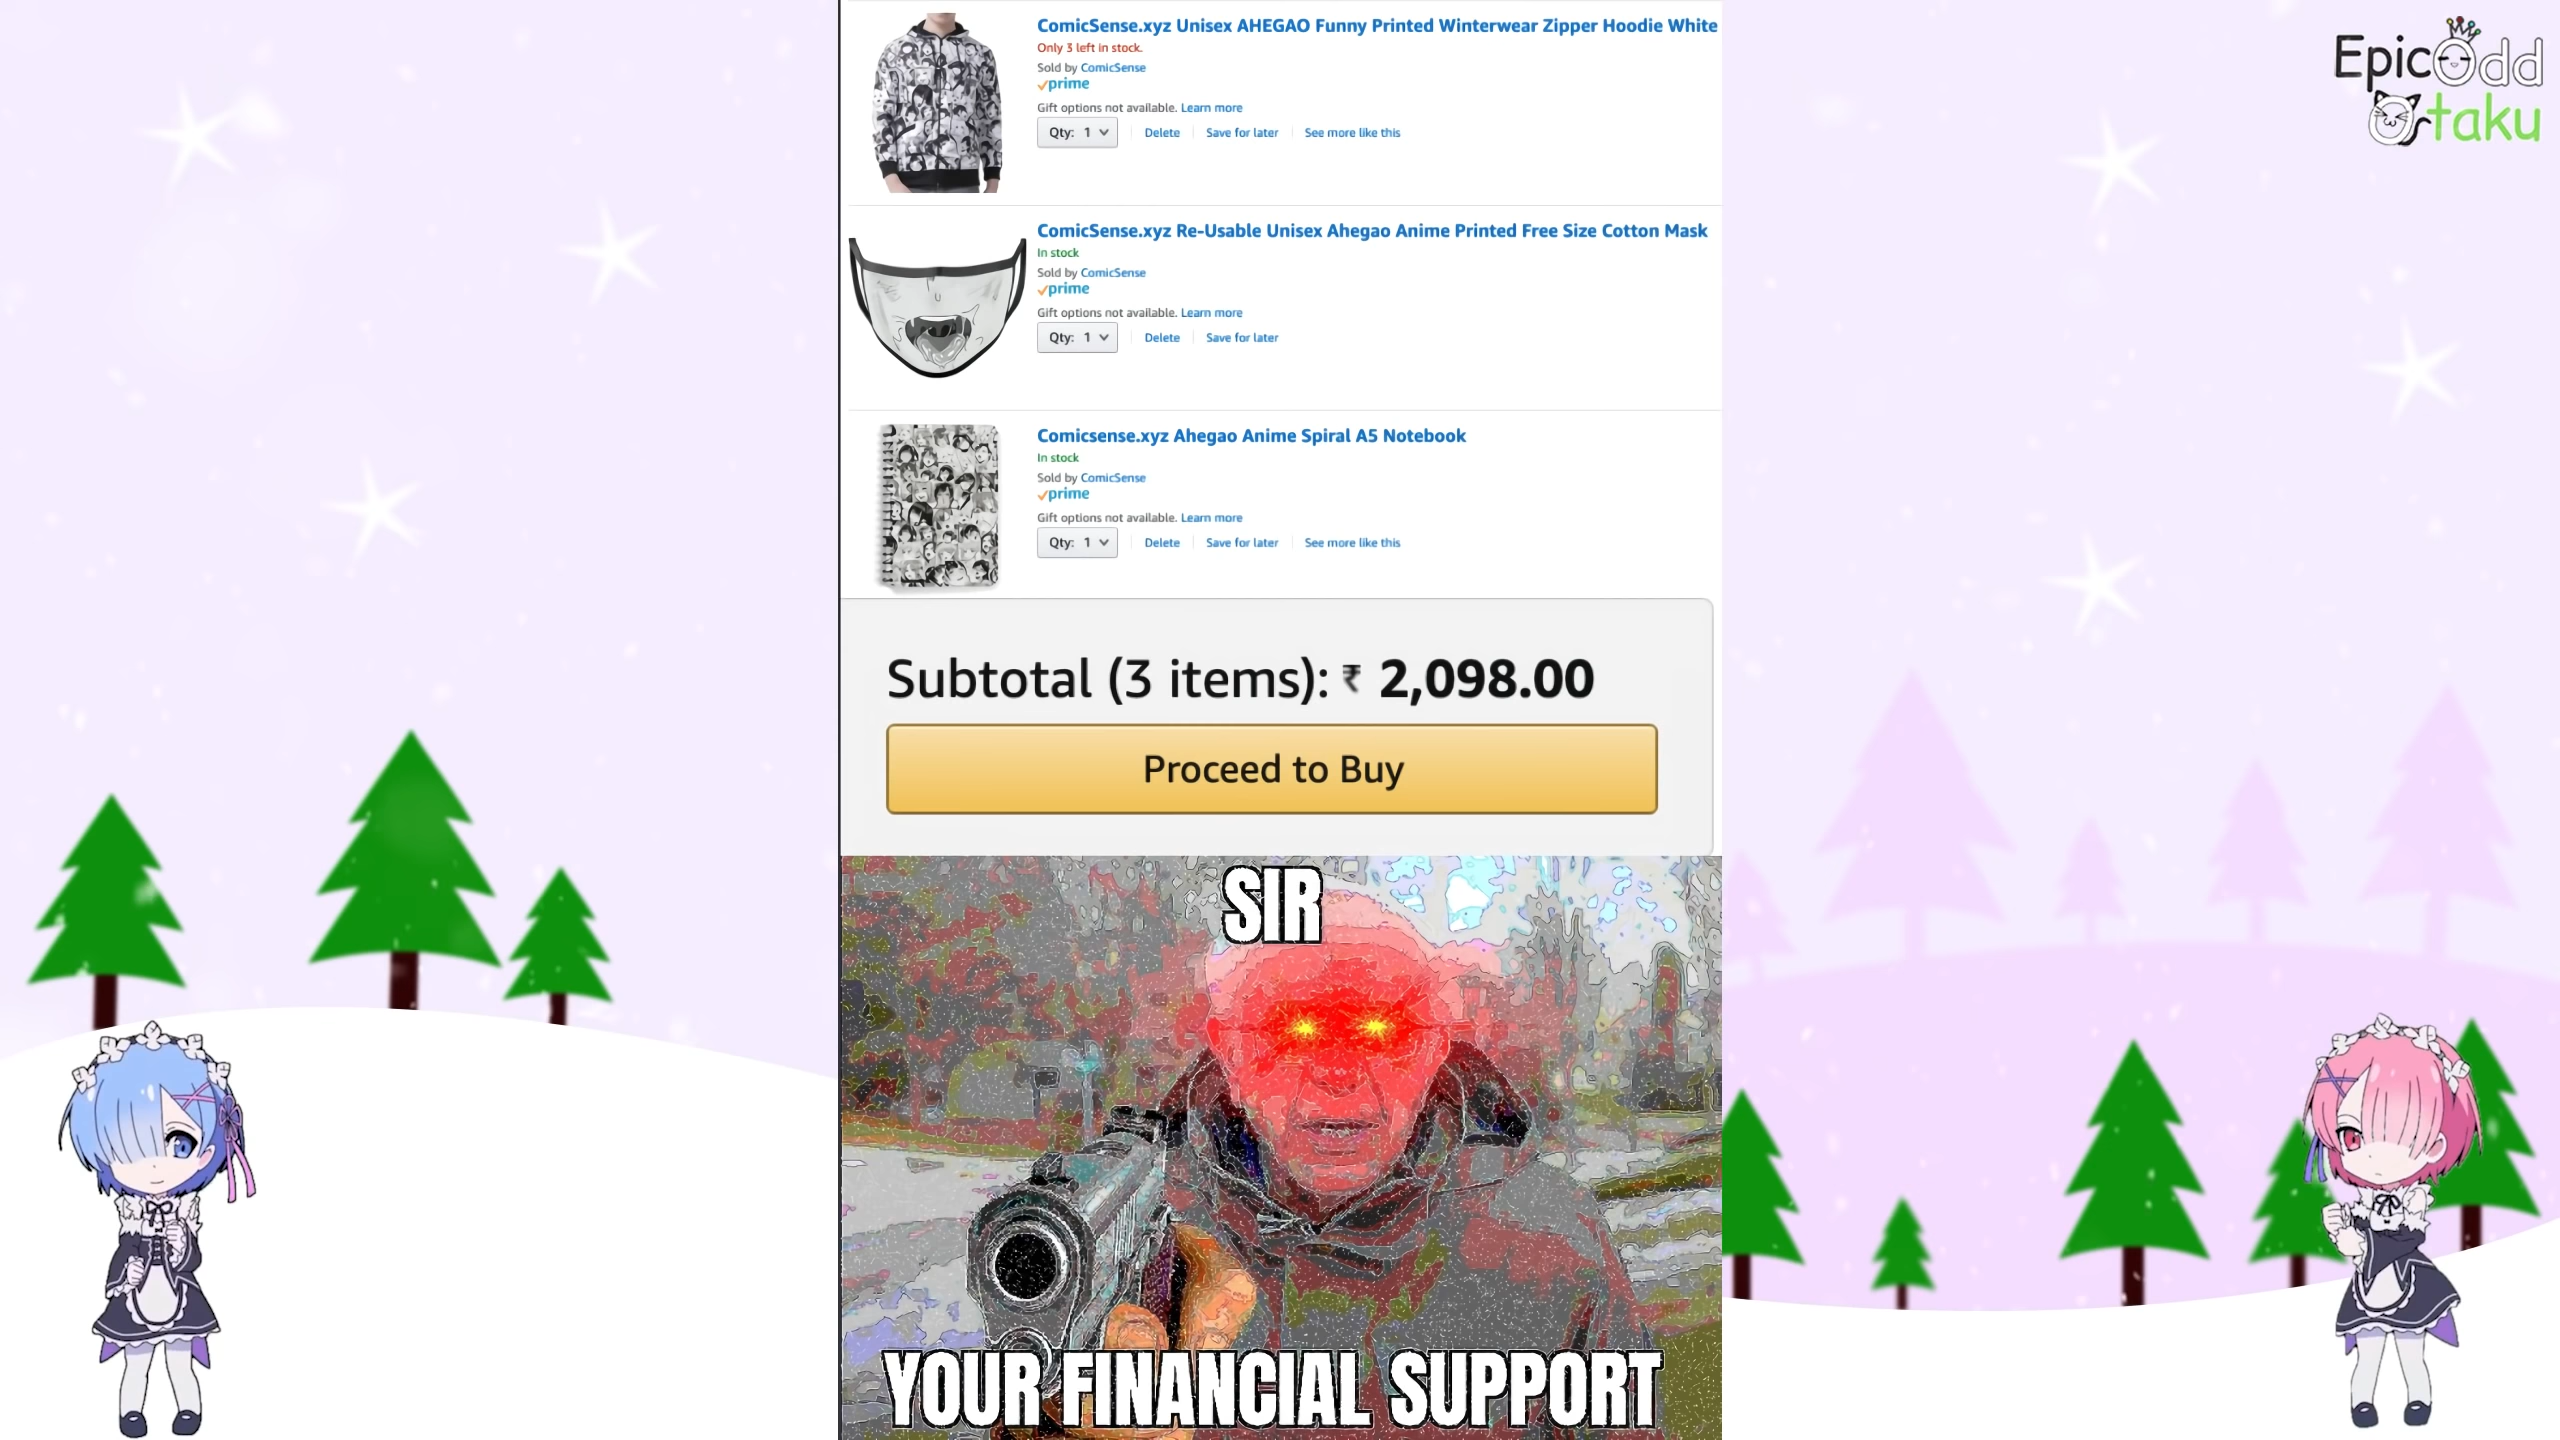 ComicSense.xyz Unisex AHEGAO Funny Printed Winterwear Zipper Hoodie White
Only 3 left in stock.
Sold by ComicSense
prime
Gift options not available. Learn more
Qty: 1
Delete
Save for later
See more like this
ComicSense.xyz Re-Usable Unisex Ahegao Anime Printed Free Size Cotton Mask
In stock
Sold by ComicSense
prime
Gift options not available. Learn more
Qty: 1
Delete
Save for later
Comicsense.xyz Ahegao Anime Spiral A5 Notebook
In stock
Sold by ComicSense
prime
Gift options not available. Learn more
Qty: 1
Delete
Save for later
See more like this
Subtotal (3 items): ₹ 2,098.00
Proceed to Buy
SIR
YOUR FINANCIAL SUPPORT
EpicOdd
Otaku